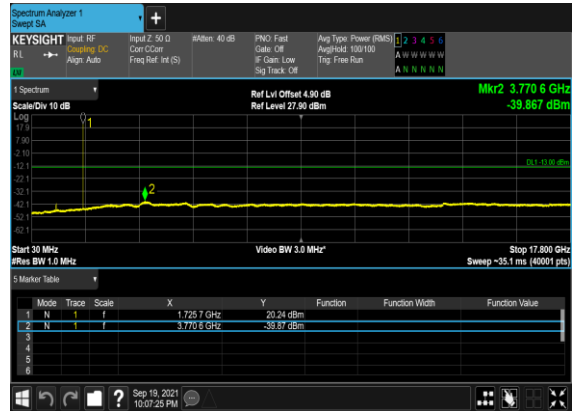 Spectrum Analyzer 1
Swept SA
+
KEYSIGHT Input: RF Input Z: 50 Ω #Atten: 40 dB PNO: Fast Avg Type: Power (RMS) 1 2 3 4 5 6
RL Coupling: DC Corr CCorr Gate: Off Avg|Hold: 100/100 A W W W W W
Align: Auto Freq Ref: Int (S) IF Gain: Low Trig: Free Run A N N N N N
Sig Track: Off
1 Spectrum Ref Lvl Offset 4.90 dB Mkr2 3.770 6 GHz
Scale/Div 10 dB Ref Level 27.90 dBm -39.867 dBm
Log
17.9
7.90
-2.10
-12.1
-22.1
-32.1
-42.1
-52.1
-62.1
1
DL1 -13.00 dBm
2
Start 30 MHz Video BW 3.0 MHz* Stop 17.800 GHz
#Res BW 1.0 MHz Sweep ~35.1 ms (40001 pts)
5 Marker Table
Mode Trace Scale X Y Function Function Width Function Value
1 N 1 f 1.725 7 GHz 20.24 dBm
2 N 1 f 3.770 6 GHz -39.87 dBm
3
4
5
6
? Sep 19, 2021
10:07:25 PM